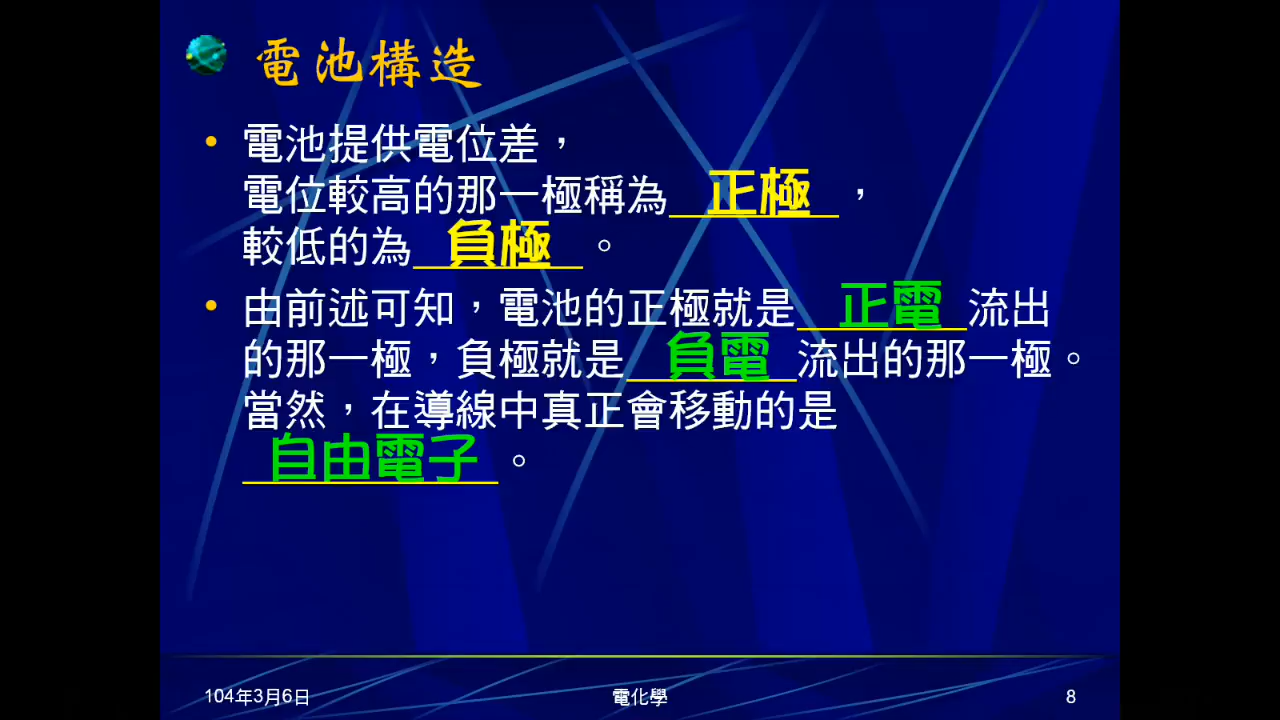 電池構造
• 電池提供電位差，
電位較高的那一極稱為 正極 ，
較低的為 負極 。
• 由前述可知，電池的正極就是 正電 流出
的那一極，負極就是 負電 流出的那一極。
當然，在導線中真正會移動的是
自由電子 。
104年3月6日 電化學 8